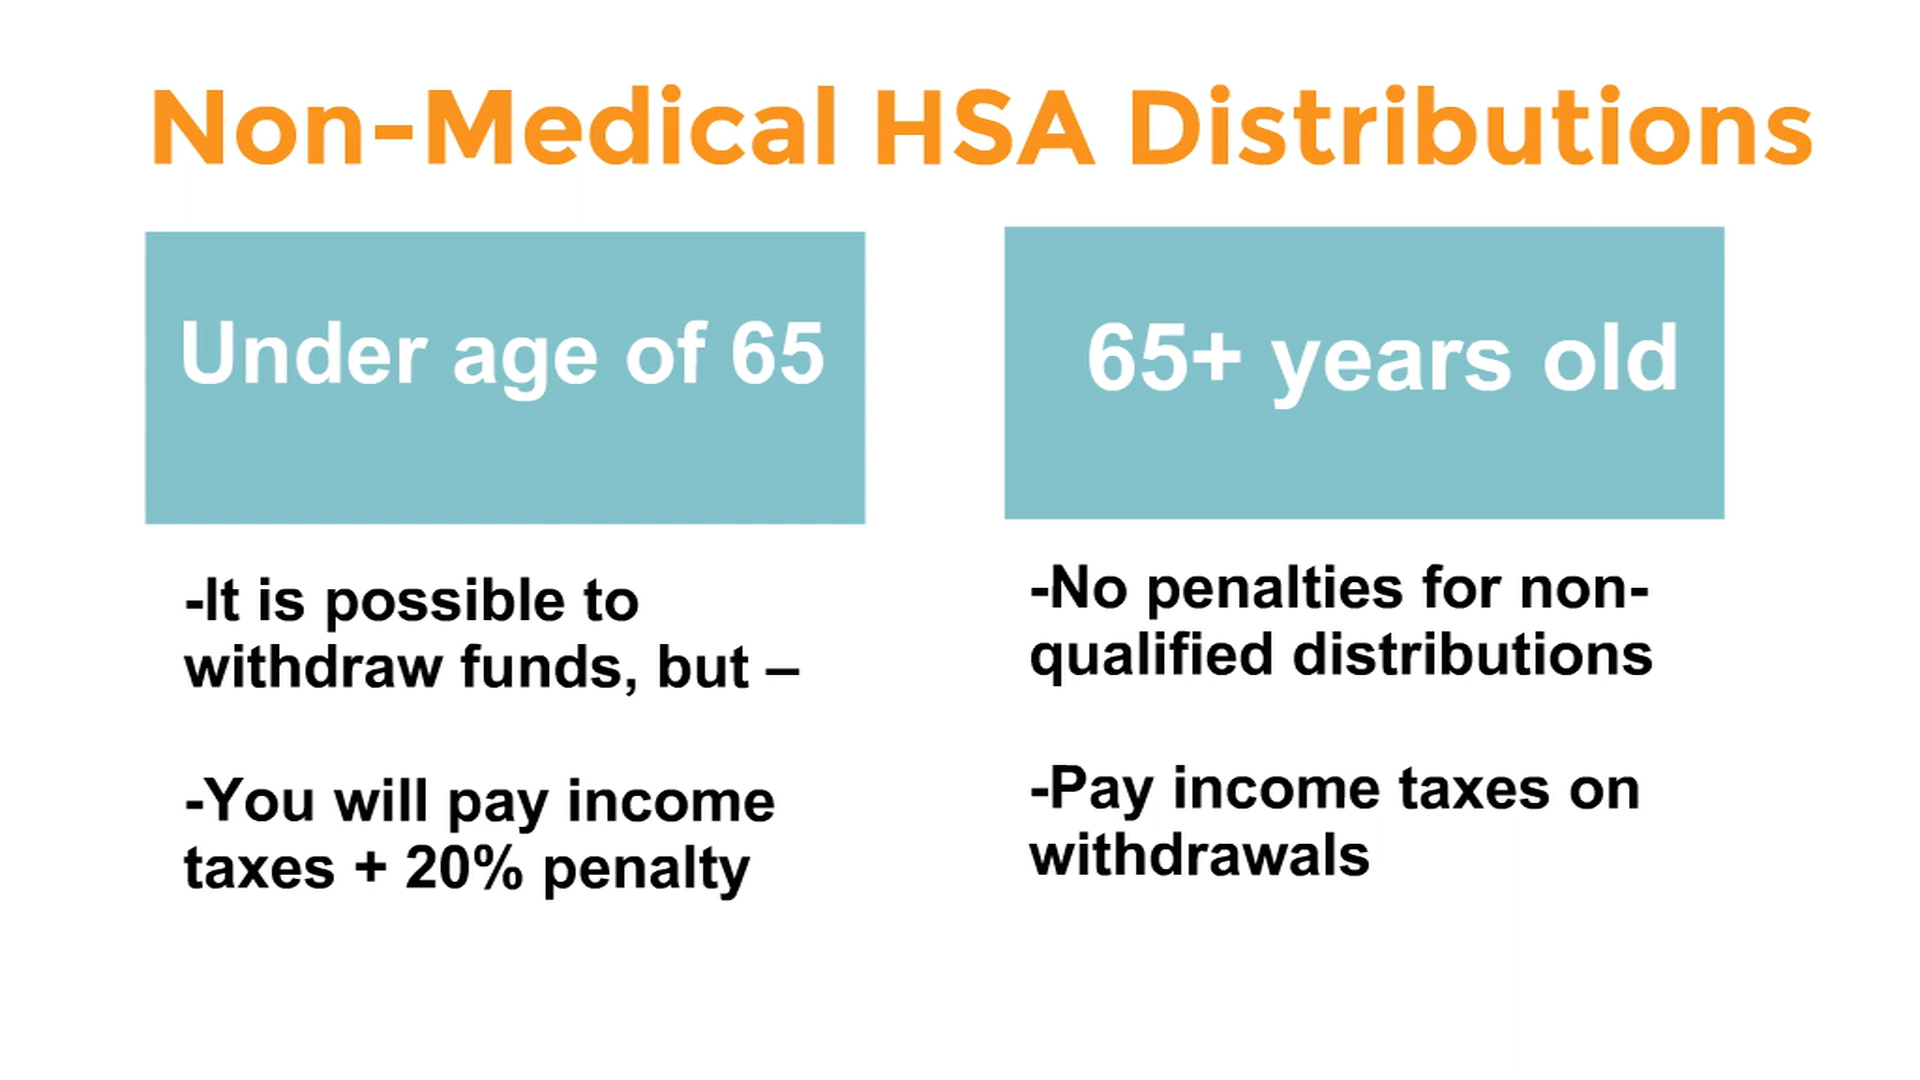 Non-Medical HSA Distributions
Under age of 65
-It is possible to
withdraw funds, but –
-You will pay income
taxes + 20% penalty
65+ years old
-No penalties for non-
qualified distributions
-Pay income taxes on
withdrawals